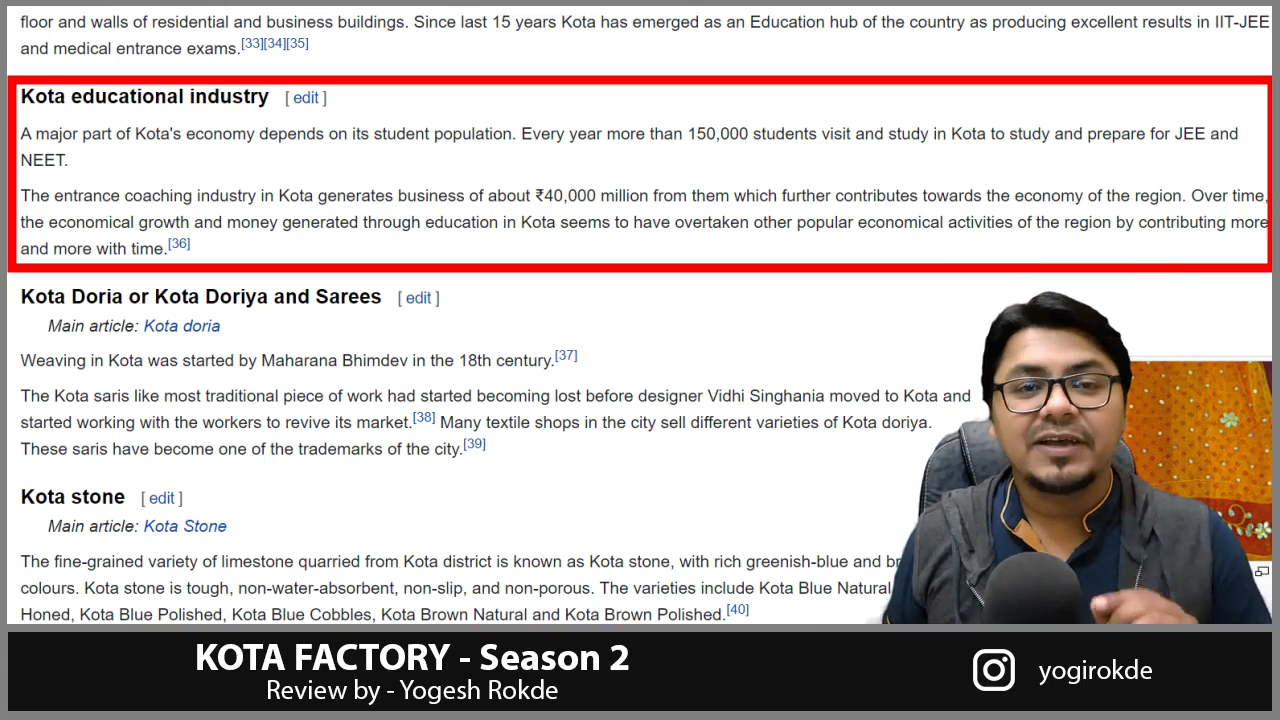 floor and walls of residential and business buildings. Since last 15 years Kota has emerged as an Education hub of the country as producing excellent results in IIT-JEE
and medical entrance exams.[33][34][35]
Kota educational industry [ edit ]
A major part of Kota's economy depends on its student population. Every year more than 150,000 students visit and study in Kota to study and prepare for JEE and
NEET.
The entrance coaching industry in Kota generates business of about ₹40,000 million from them which further contributes towards the economy of the region. Over time,
the economical growth and money generated through education in Kota seems to have overtaken other popular economical activities of the region by contributing more
and more with time.[36]
Kota Doria or Kota Doriya and Sarees [ edit ]
Main article: Kota doria
Weaving in Kota was started by Maharana Bhimdev in the 18th century.[37]
The Kota saris like most traditional piece of work had started becoming lost before designer Vidhi Singhania moved to Kota and
started working with the workers to revive its market.[38] Many textile shops in the city sell different varieties of Kota doriya.
These saris have become one of the trademarks of the city.[39]
Kota stone [ edit ]
Main article: Kota Stone
The fine-grained variety of limestone quarried from Kota district is known as Kota stone, with rich greenish-blue and
colours. Kota stone is tough, non-water-absorbent, non-slip, and non-porous. The varieties include Kota Blue Natural
Honed, Kota Blue Polished, Kota Blue Cobbles, Kota Brown Natural and Kota Brown Polished.[40]
KOTA FACTORY - Season 2
Review by - Yogesh Rokde
yogirokde